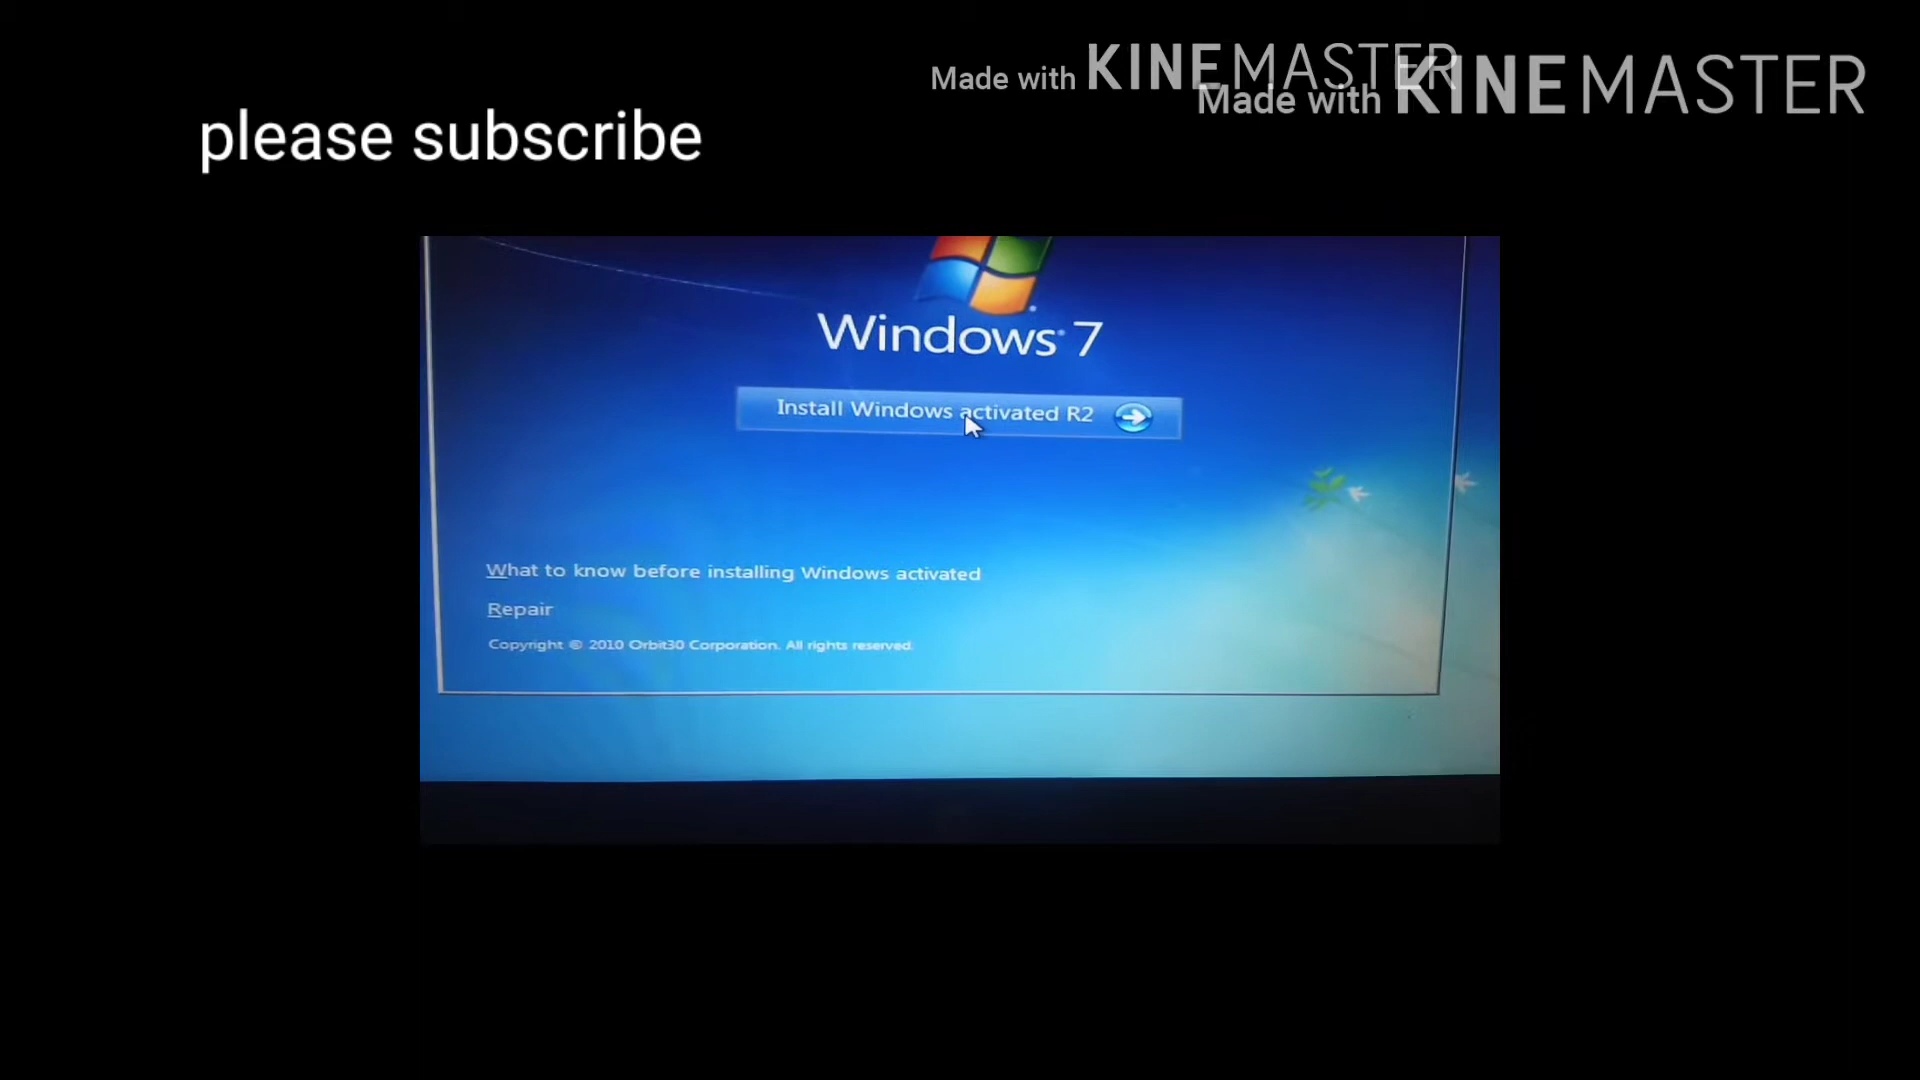 Made with KINEMASTER
Made with KINEMASTER
please subscribe
Windows® 7
Install Windows activated R2
What to know before installing Windows activated
Repair
Copyright © 2010 Orbit30 Corporation. All rights reserved.